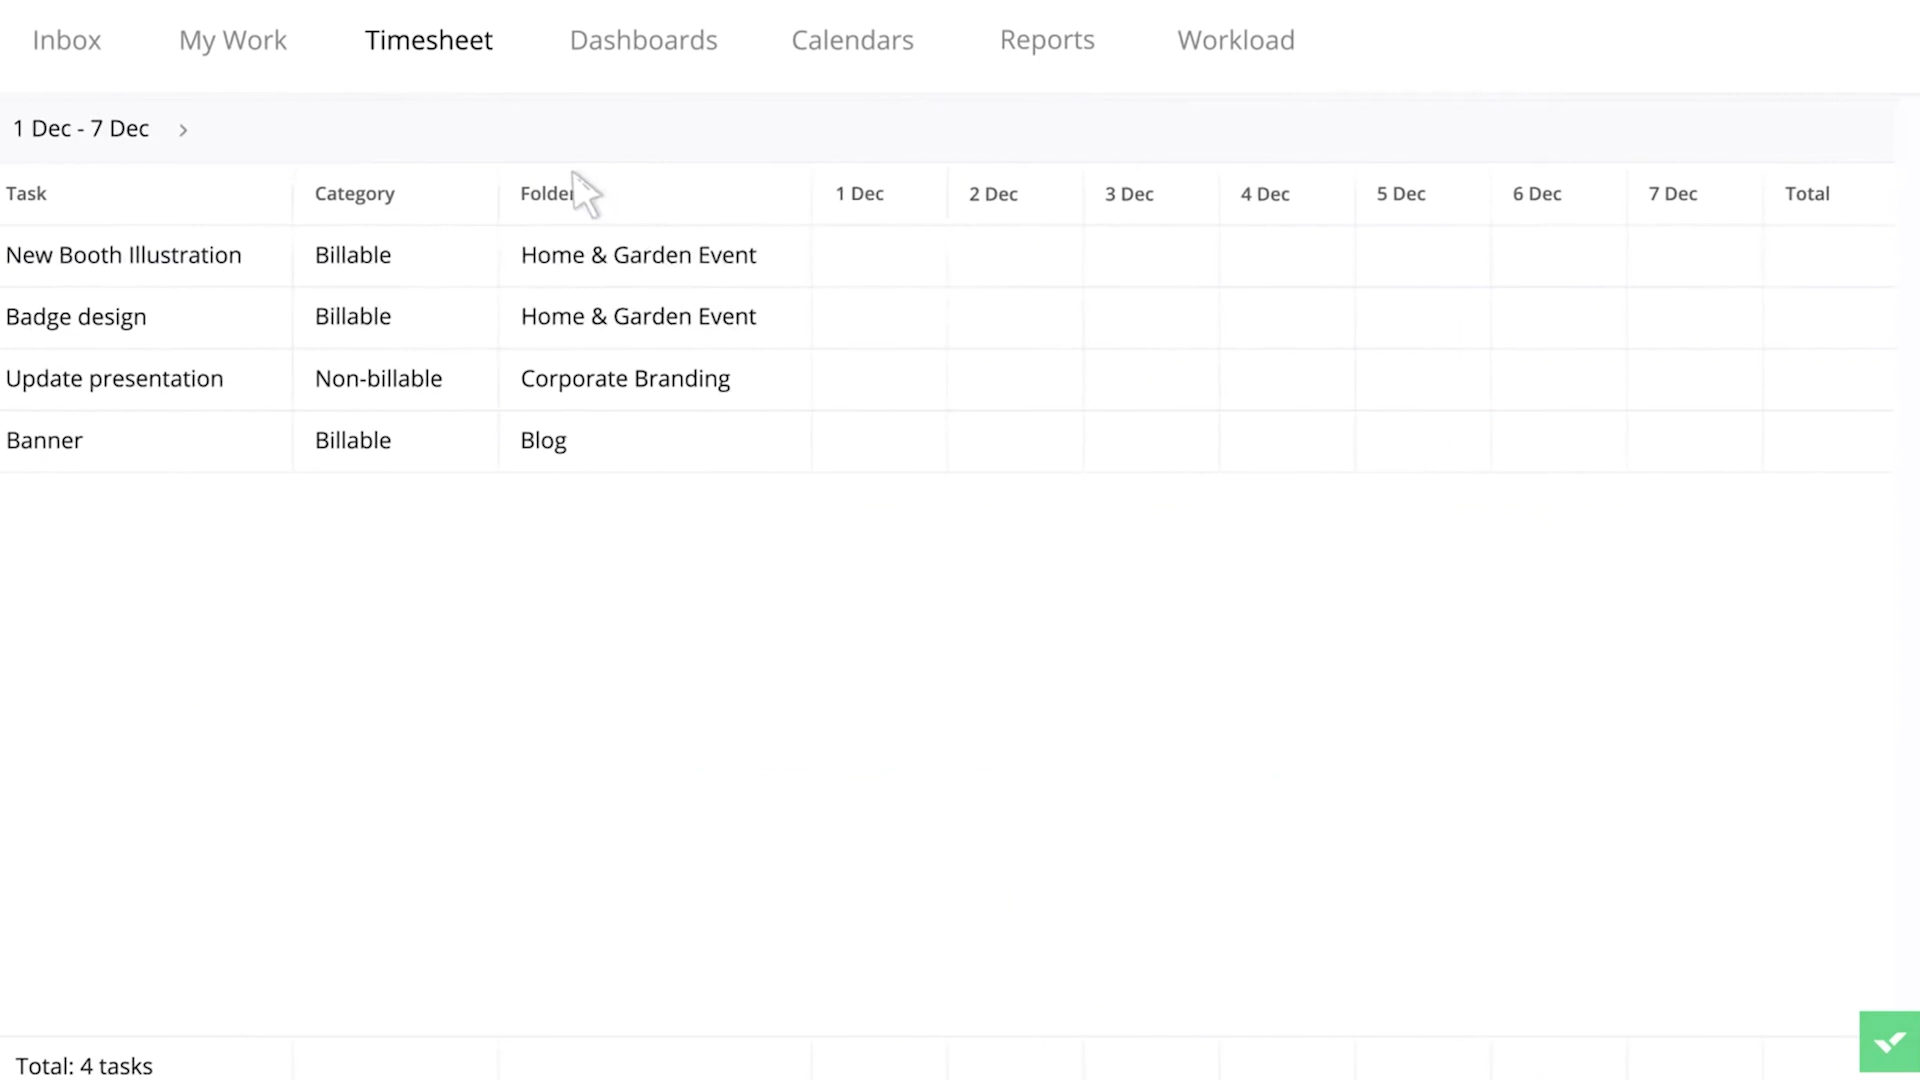 Inbox My Work Timesheet Dashboards Calendars Reports Workload
1 Dec - 7 Dec
Task Category Folder 1 Dec 2 Dec 3 Dec 4 Dec 5 Dec 6 Dec 7 Dec Total
New Booth Illustration Billable Home & Garden Event
Badge design Billable Home & Garden Event
Update presentation Non-billable Corporate Branding
Banner Billable Blog
Total: 4 tasks